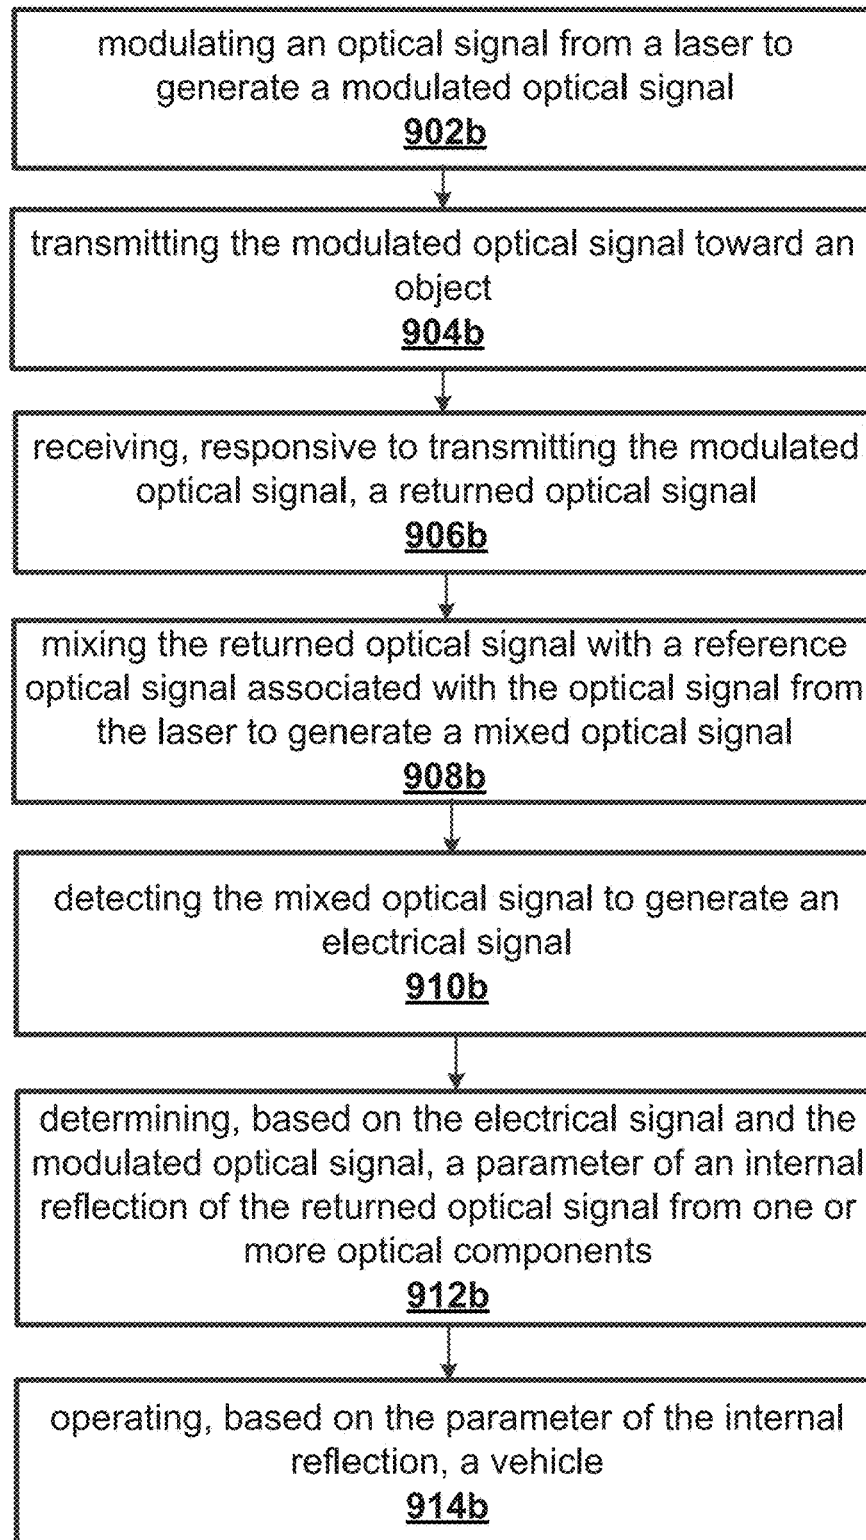 modulating an optical signal from a laser to
generate a modulated optical signal
902b
transmitting the modulated optical signal toward an
object
904b
receiving, responsive to transmitting the modulated
optical signal, a returned optical signal
906b
mixing the returned optical signal with a reference
optical signal associated with the optical signal from
the laser to generate a mixed optical signal
908b
detecting the mixed optical signal to generate an
electrical signal
910b
determining, based on the electrical signal and the
modulated optical signal, a parameter of an internal
reflection of the returned optical signal from one or
more optical components
912b
operating, based on the parameter of the internal
reflection, a vehicle
914b